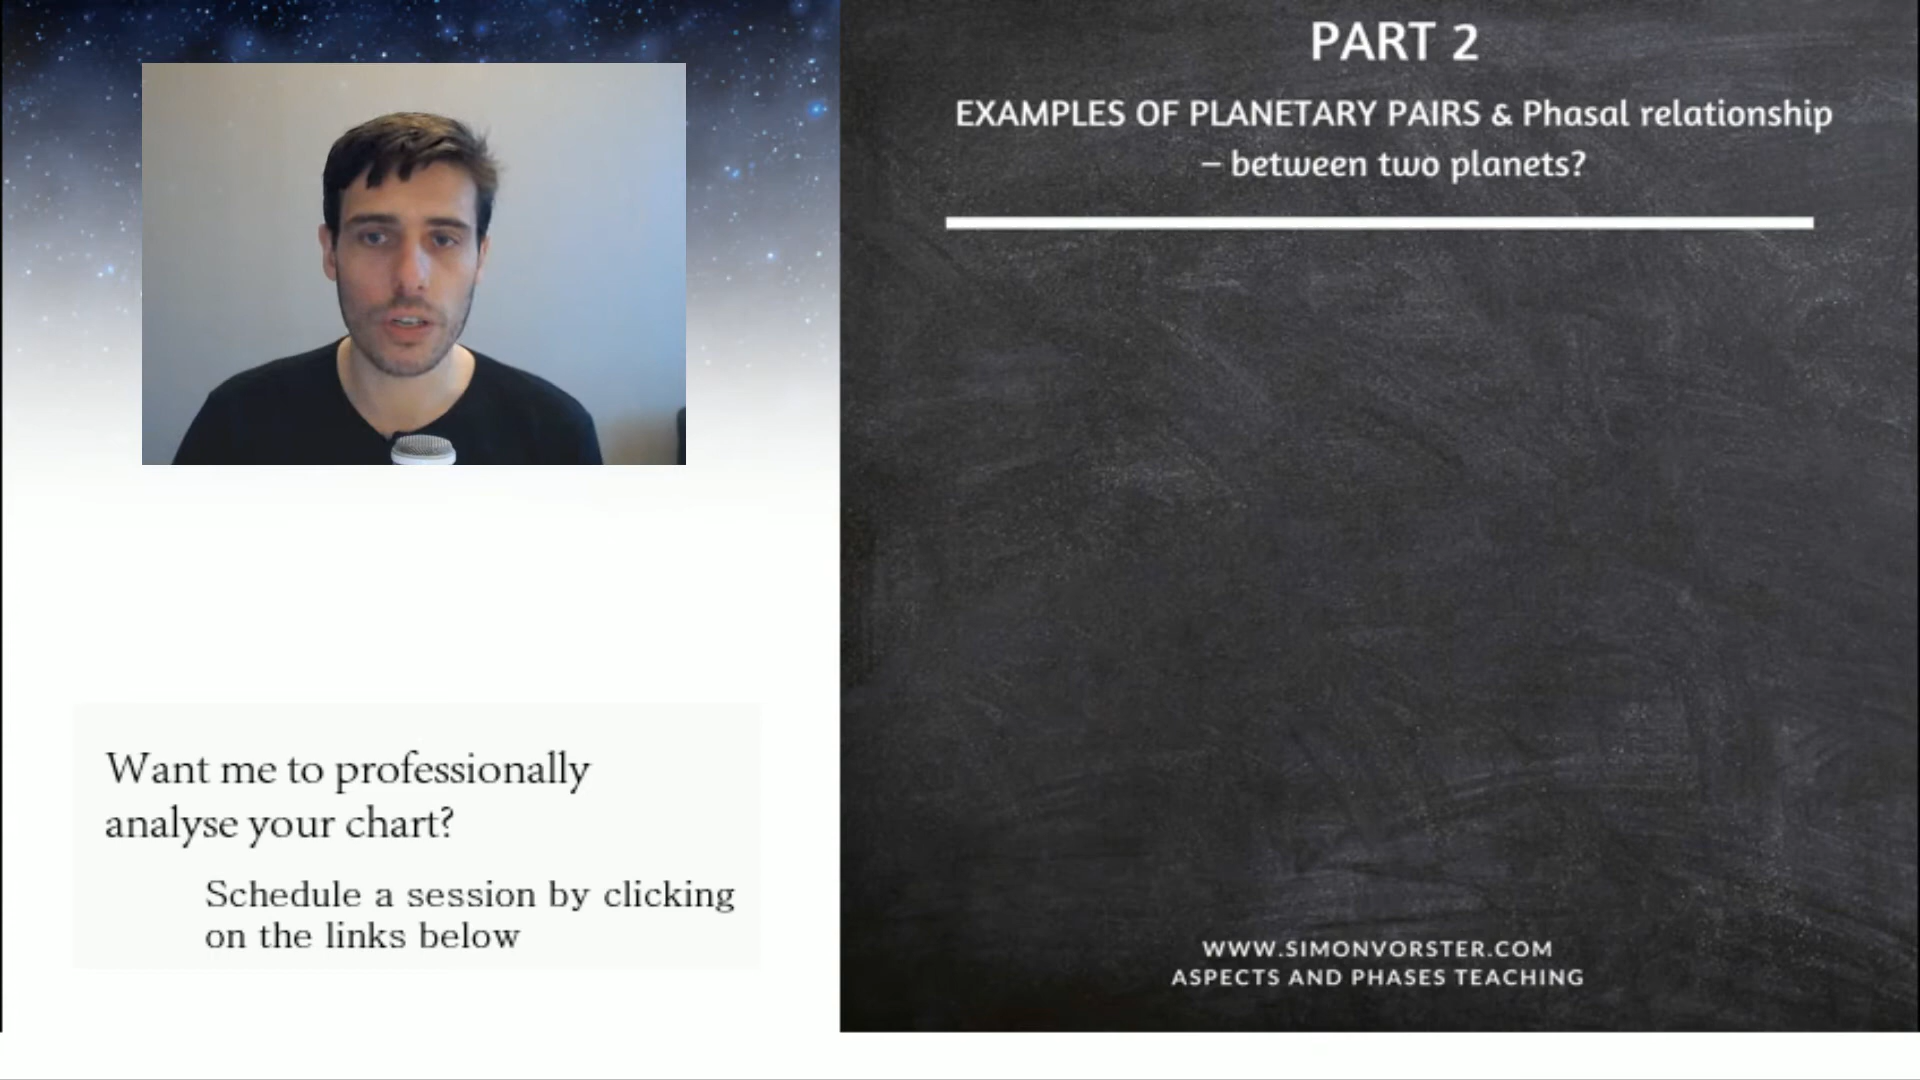 PART 2
EXAMPLES OF PLANETARY PAIRS & Phasal relationship
– between two planets?
Want me to professionally
analyse your chart?
Schedule a session by clicking
on the links below
WWW.SIMONVORSTER.COM
ASPECTS AND PHASES TEACHING